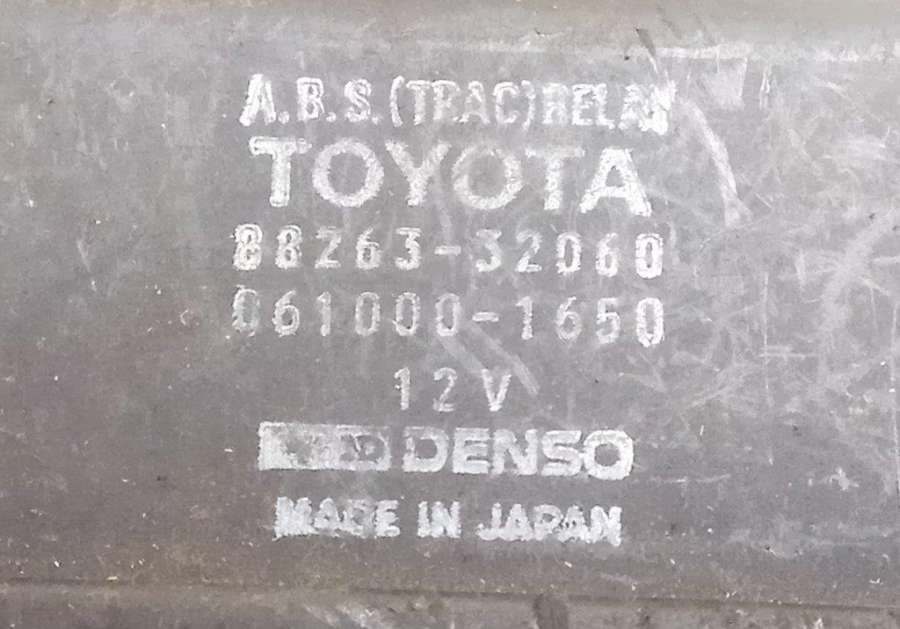 A.B.S.(TRAC)RELAY
TOYOTA
88263-32060
061000-1650
12V
DENSO
MADE IN JAPAN